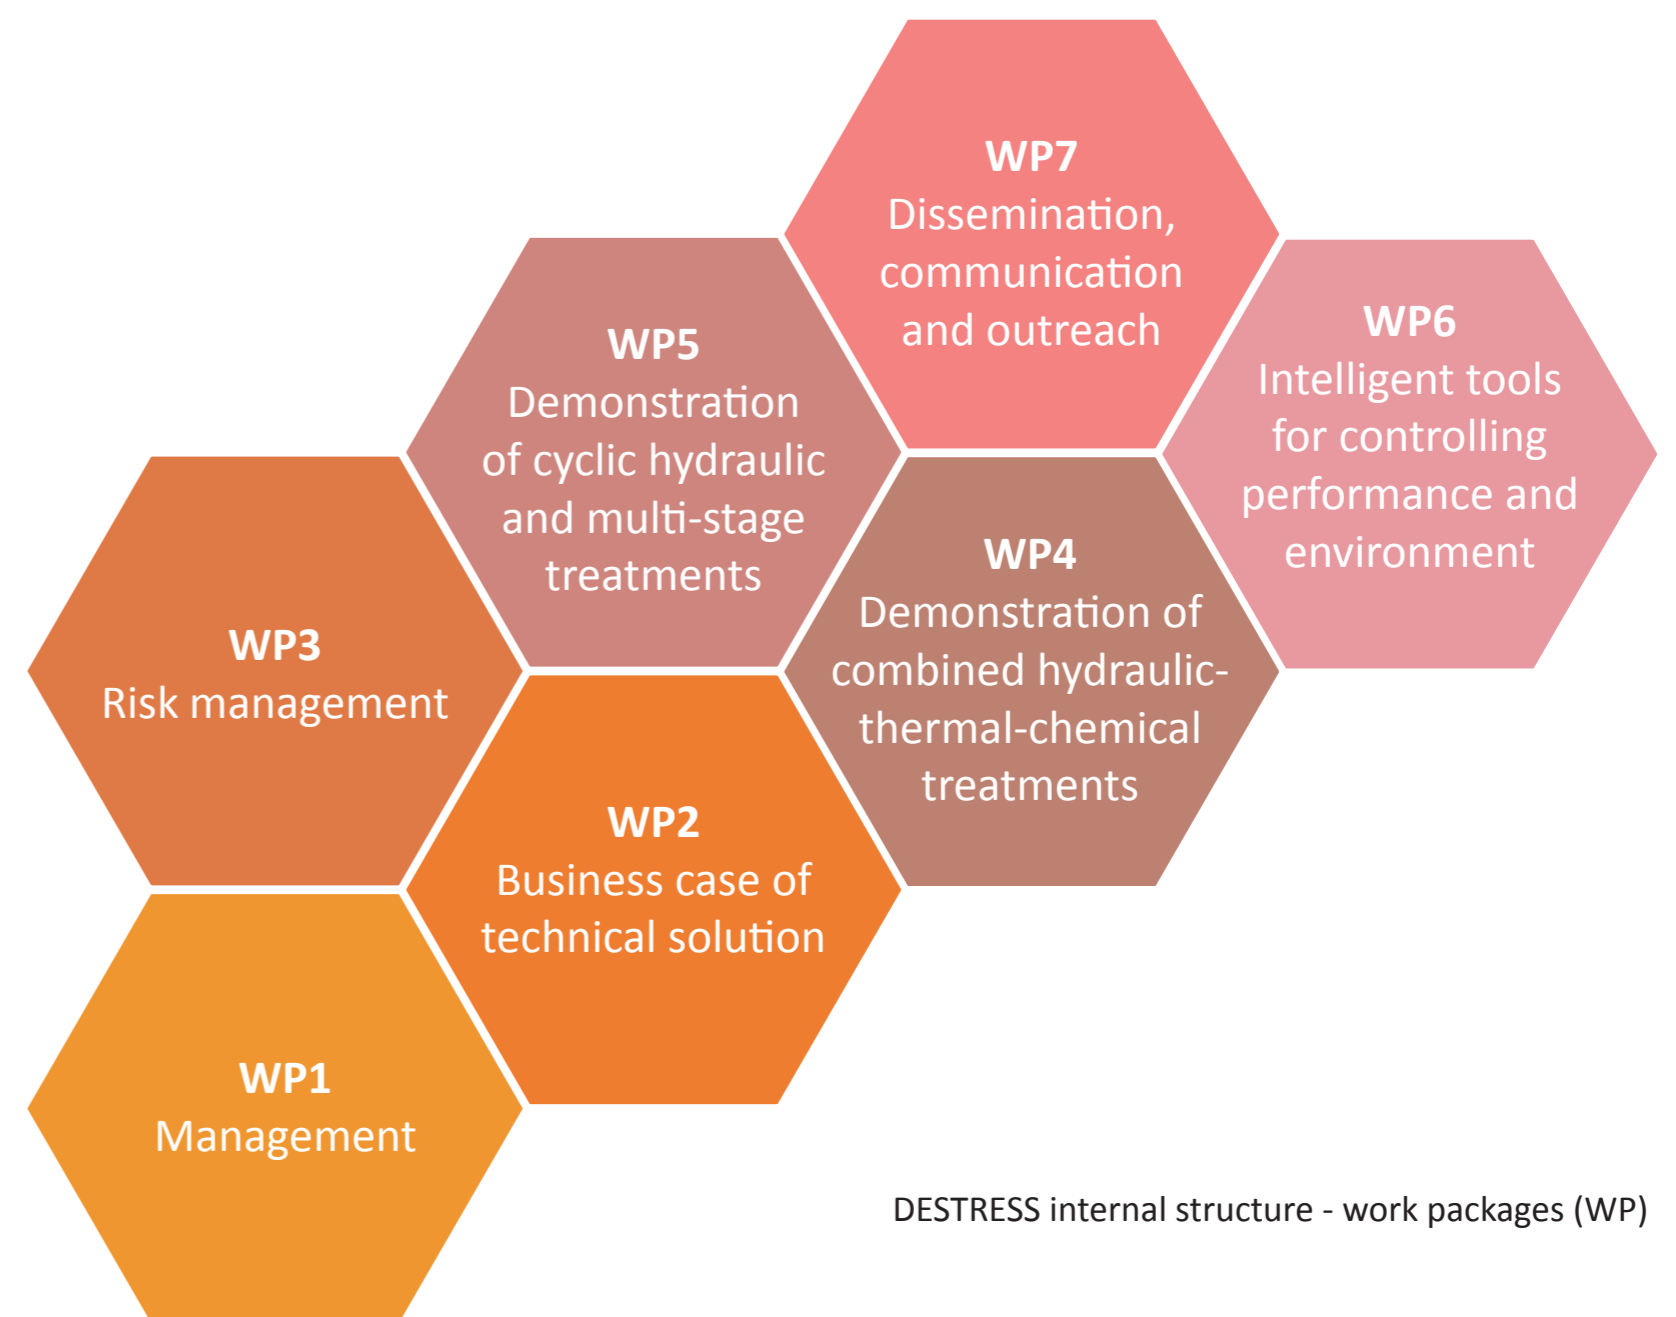 WP7
Dissemination,
communication
and outreach
WP6
Intelligent tools
for controlling
performance and
environment
WP5
Demonstration
of cyclic hydraulic
and multi-stage
treatments
WP4
Demonstration of
combined hydraulic-
thermal-chemical
treatments
WP3
Risk management
WP2
Business case of
technical solution
WP1
Management
DESTRESS internal structure - work packages (WP)